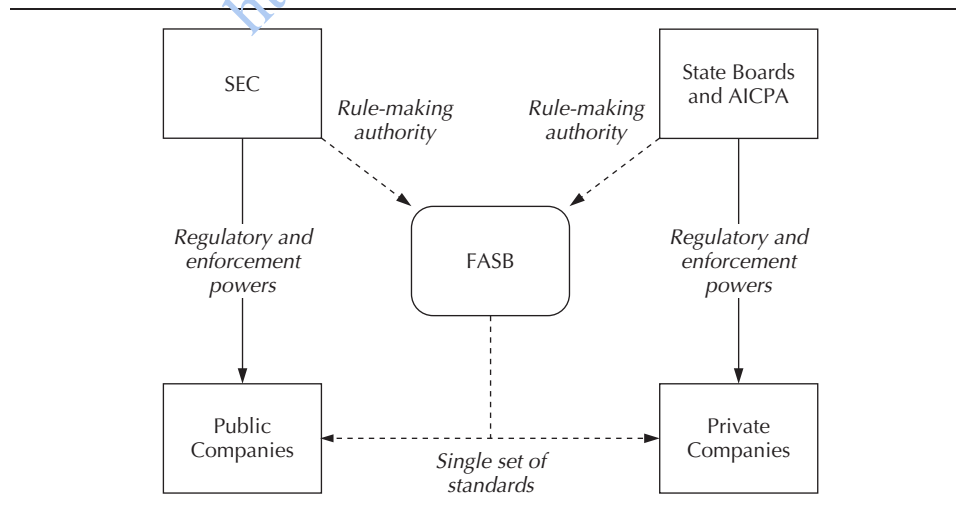 SEC
State Boards
and AICPA
Rule-making
authority
Rule-making
authority
Regulatory and
enforcement
powers
FASB
Regulatory and
enforcement
powers
Public
Companies
Private
Companies
Single set of
standards